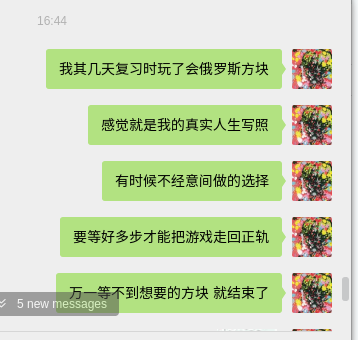 16:44
我其几天复习时玩了会俄罗斯方块
感觉就是我的真实人生写照
有时候不经意间做的选择
要等好多步才能把游戏走回正轨
万一等不到想要的方块 就结束了
5 new messages